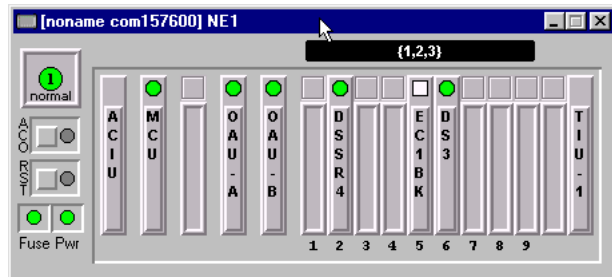 [noname com157600] NE1
{1,2,3}
1
normal
ACO
RST
Fuse Pwr
ACIU
MCU
OAU-A
OAU-B
DSSR4
EC1BK
DS3
TIU-1
1 2 3 4 5 6 7 8 9